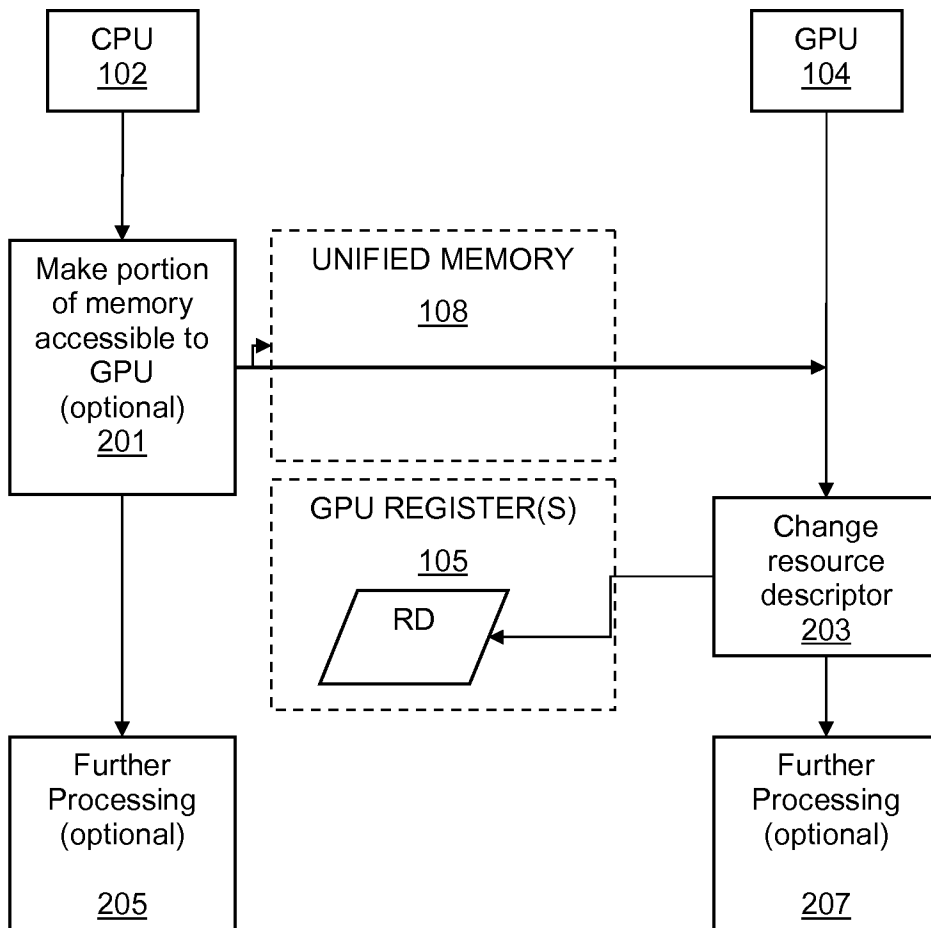 CPU
102
GPU
104
Make portion
of memory
accessible to
GPU
(optional)
201
UNIFIED MEMORY
108
GPU REGISTER(S)
105
RD
Change
resource
descriptor
203
Further
Processing
(optional)
205
Further
Processing
(optional)
207